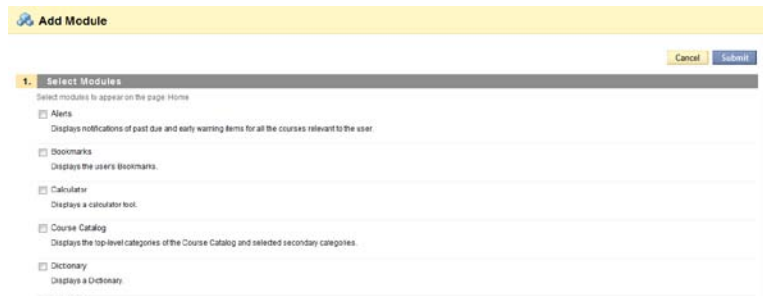 Add Module
Cancel Submit
1. Select Modules
Select modules to appear on the page: Home
Alerts
Displays notifications of past due and early warning items for all the courses relevant to the user.
Bookmarks
Displays the user's Bookmarks.
Calculator
Displays a calculator tool.
Course Catalog
Displays the top-level categories of the Course Catalog and selected secondary categories.
Dictionary
Displays a Dictionary.